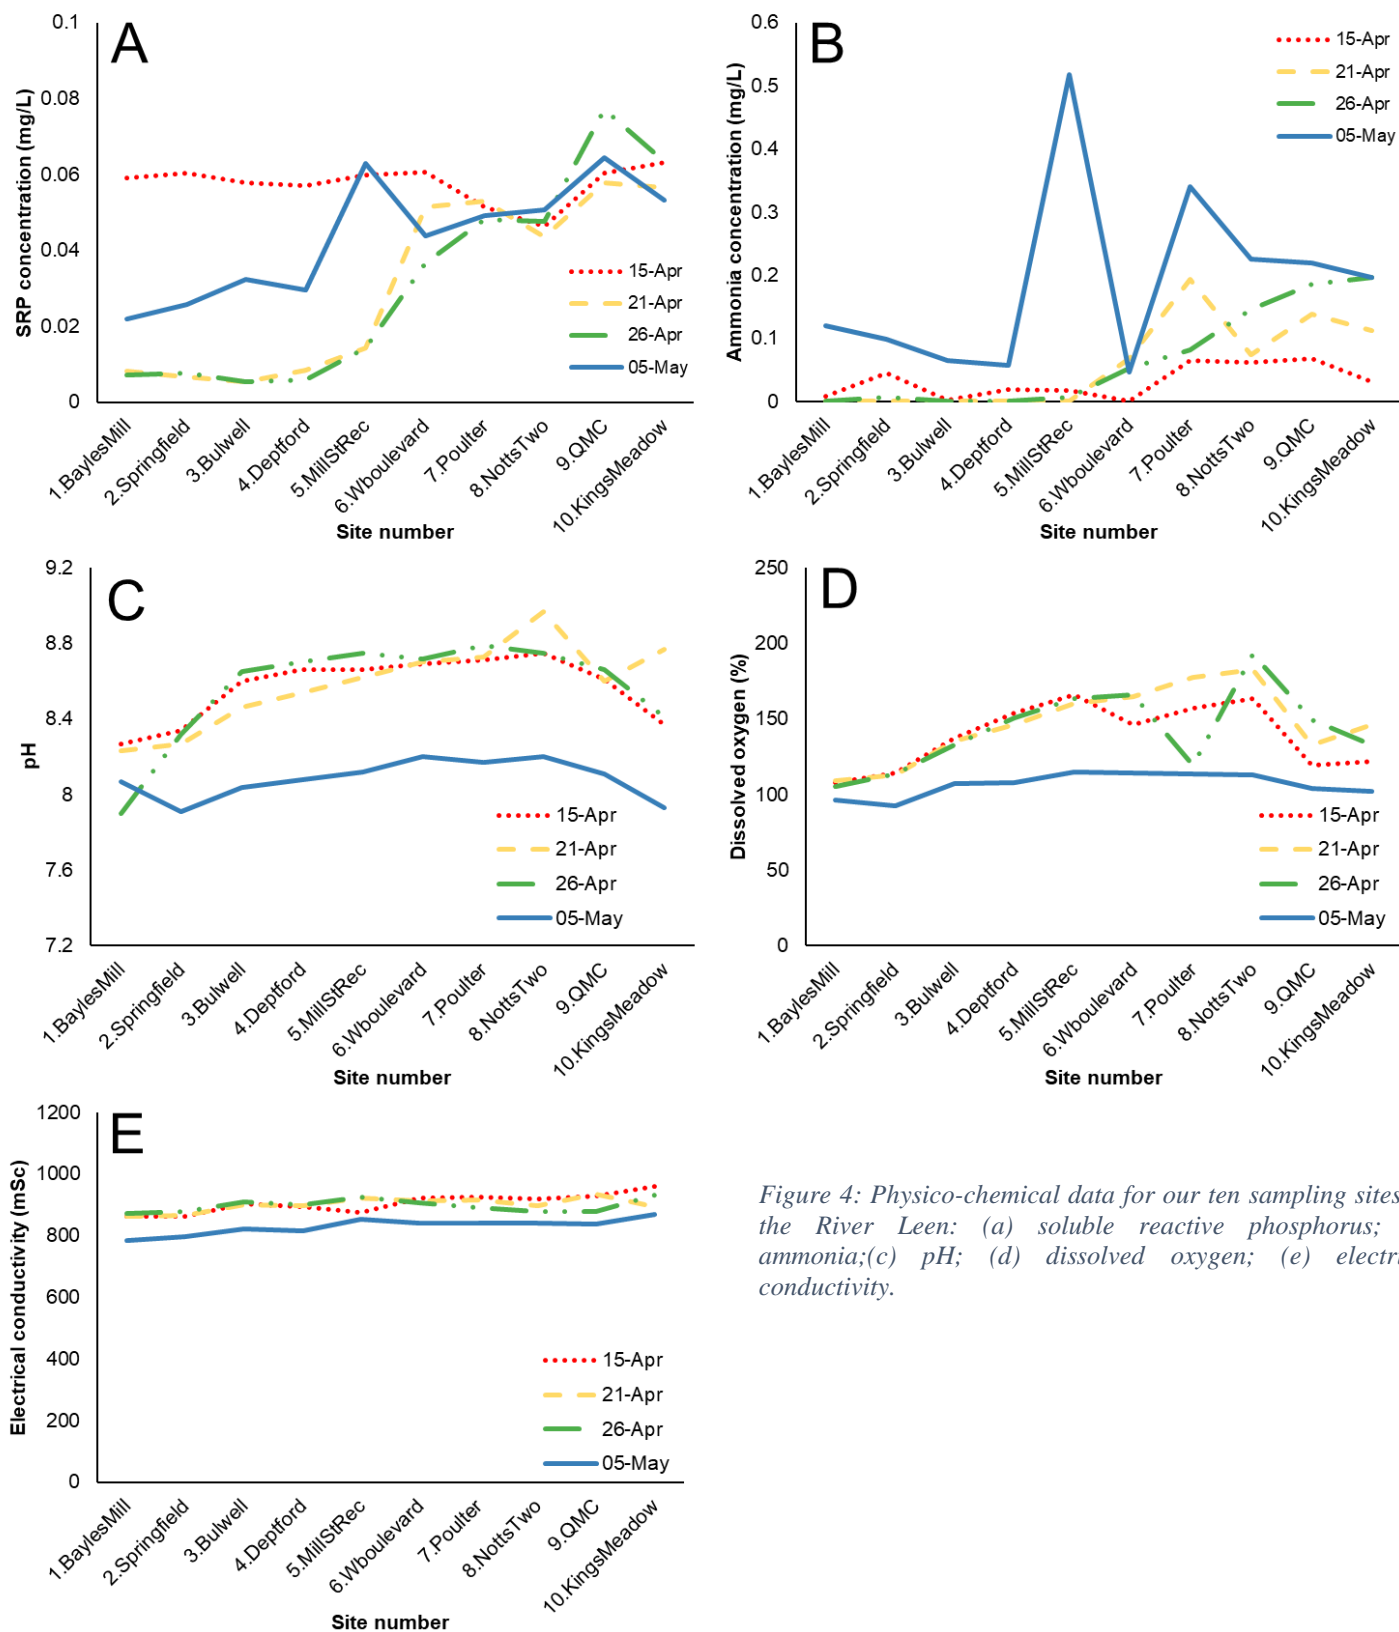 A
SRP concentration (mg/L)
0.1
0.08
0.06
0.04
0.02
0
15-Apr
21-Apr
26-Apr
05-May
1.BaylesMill
2.Springfield
3.Bulwell
4.Deptford
5.MillStRec
6.Wboulevard
7.Poulter
8.NottsTwo
9.QMC
10.KingsMeadow
Site number
B
Ammonia concentration (mg/L)
0.6
0.5
0.4
0.3
0.2
0.1
0
15-Apr
21-Apr
26-Apr
05-May
1.BaylesMill
2.Springfield
3.Bulwell
4.Deptford
5.MillStRec
6.Wboulevard
7.Poulter
8.NottsTwo
9.QMC
10.KingsMeadow
Site number
C
pH
9.2
8.8
8.4
8
7.6
7.2
15-Apr
21-Apr
26-Apr
05-May
1.BaylesMill
2.Springfield
3.Bulwell
4.Deptford
5.MillStRec
6.Wboulevard
7.Poulter
8.NottsTwo
9.QMC
10.KingsMeadow
Site number
D
Dissolved oxygen (%)
250
200
150
100
50
0
15-Apr
21-Apr
26-Apr
05-May
1.BaylesMill
2.Springfield
3.Bulwell
4.Deptford
5.MillStRec
6.Wboulevard
7.Poulter
8.NottsTwo
9.QMC
10.KingsMeadow
Site number
E
Electrical conductivity (mSc)
1200
1000
800
600
400
200
0
15-Apr
21-Apr
26-Apr
05-May
1.BaylesMill
2.Springfield
3.Bulwell
4.Deptford
5.MillStRec
6.Wboulevard
7.Poulter
8.NottsTwo
9.QMC
10.KingsMeadow
Site number
Figure 4: Physico-chemical data for our ten sampling sites
the River Leen: (a) soluble reactive phosphorus;
ammonia;(c) pH; (d) dissolved oxygen; (e)
conductivity.